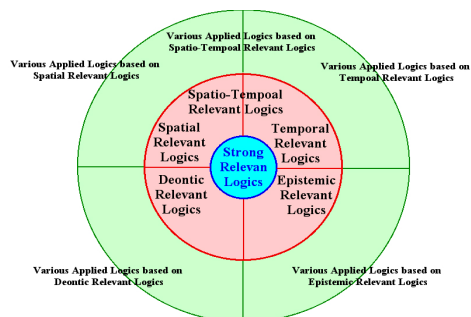 Various Applied Logics based on
Spatio-Tempoal Relevant Logics
Various Applied Logics based on
Spatial Relevant Logics
Various Applied Logics based on
Tempoal Relevant Logics
Spatio-Tempoal
Relevant Logics
Spatial
Relevant
Logics
Temporal
Relevant
Logics
Strong
Relevan
Logics
Deontic
Relevant
Logics
Epistemic
Relevant
Logics
Various Applied Logics based on
Deontic Relevant Logics
Various Applied Logics based on
Epistemic Relevant Logics